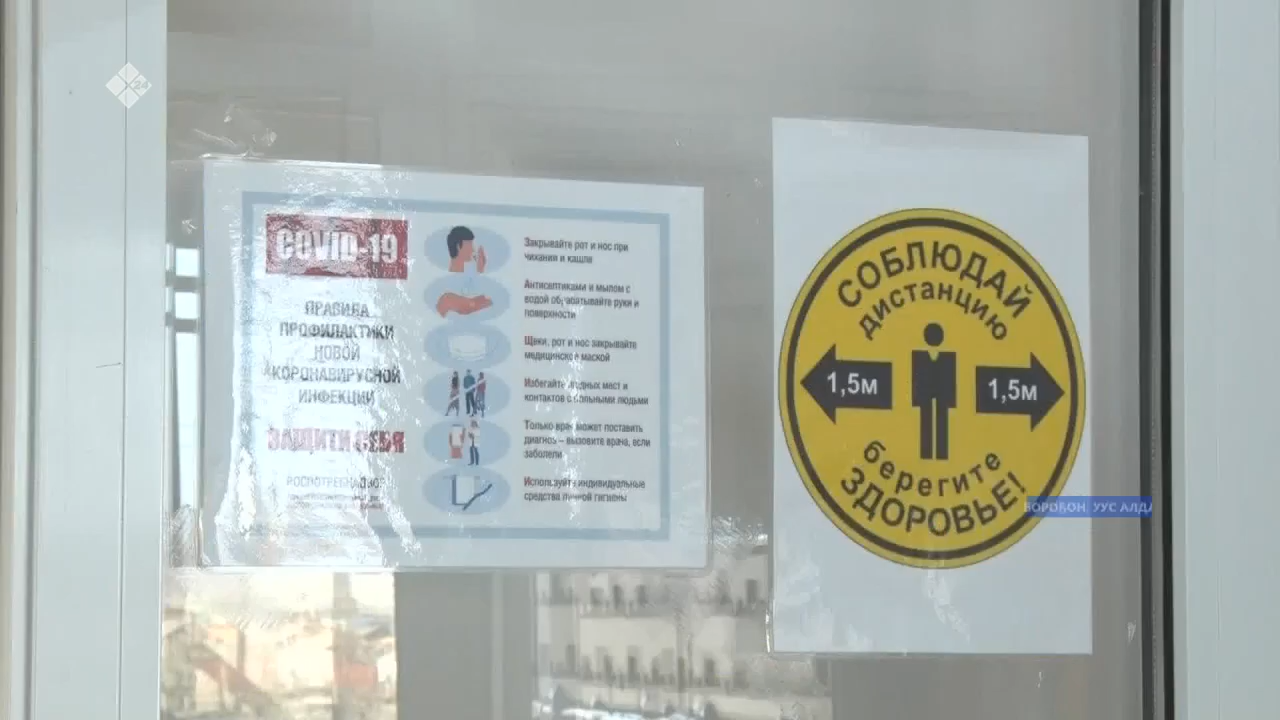 24
COVID-19
ПРАВИЛА
ПРОФИЛАКТИКИ
НОВОЙ
КОРОНАВИРУСНОЙ
ИНФЕКЦИИ
ЗАЩИТИ СЕБЯ
РОСПОТРЕБНАДЗОР
Закрывайте рот и нос при
чихании и кашле
Антисептиками и мылом с
водой обрабатывайте руки и
поверхности
Щеки, рот и нос закрывайте
медицинской маской
Избегайте людных мест и
контактов с больными людьми
Только врач может поставить
диагноз – вызовите врача, если
заболели
Используйте индивидуальные
средства личной гигиены
СОБЛЮДАЙ
дистанцию
1,5м
1,5м
берегите
ЗДОРОВЬЕ!
УУС АЛДА